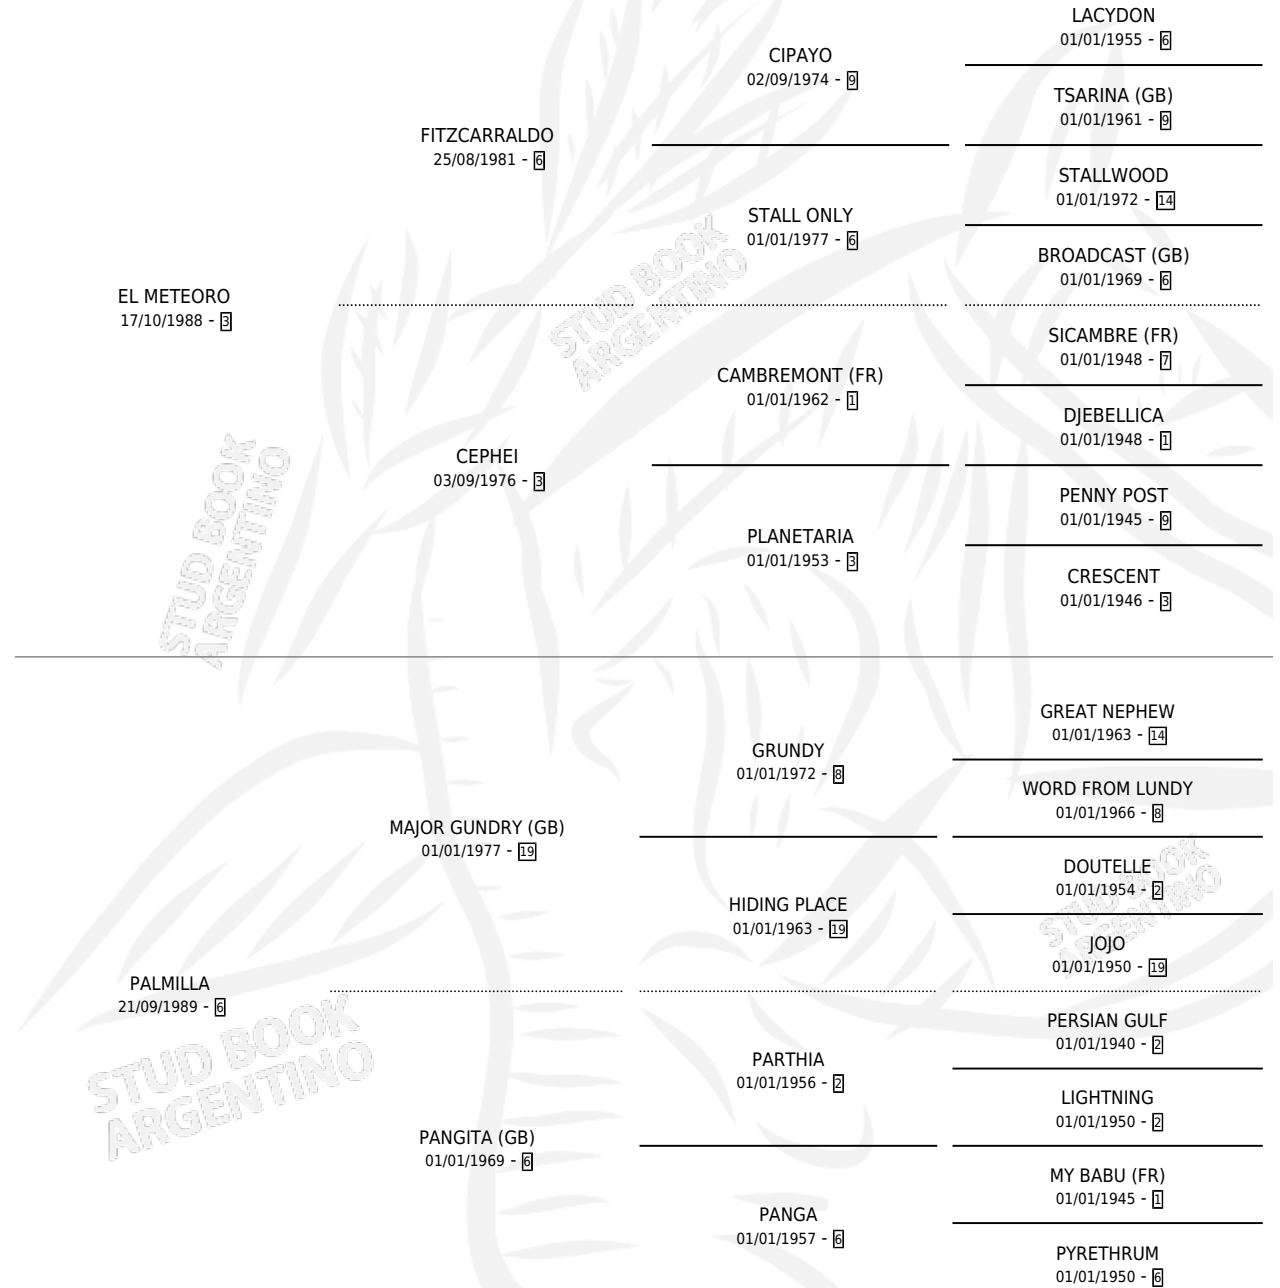 LACYDON
01/01/1955 - 6
CIPAYO
02/09/1974 - 9
TSARINA (GB)
01/01/1961 - 9
FITZCARRALDO
25/08/1981 - 6
STALLWOOD
01/01/1972 - 14
STALL ONLY
01/01/1977 - 6
BROADCAST (GB)
01/01/1969 - 6
EL METEORO
17/10/1988 - 3
SICAMBRE (FR)
01/01/1948 - 7
CAMBREMONT (FR)
01/01/1962 - 1
DJEBELLICA
01/01/1948 - 1
CEPHEI
03/09/1976 - 3
PENNY POST
01/01/1945 - 9
PLANETARIA
01/01/1953 - 3
CRESCENT
01/01/1946 - 3
GREAT NEPHEW
01/01/1963 - 14
GRUNDY
01/01/1972 - 8
WORD FROM LUNDY
01/01/1966 - 8
MAJOR GUNDRY (GB)
01/01/1977 - 19
DOUTELLE
01/01/1954 - 2
HIDING PLACE
01/01/1963 - 19
JOJO
01/01/1950 - 19
PALMILLA
21/09/1989 - 6
PERSIAN GULF
01/01/1940 - 2
PARTHIA
01/01/1956 - 2
LIGHTNING
01/01/1950 - 2
PANGITA (GB)
01/01/1969 - 6
MY BABU (FR)
01/01/1945 - 1
PANGA
01/01/1957 - 6
PYRETHRUM
01/01/1950 - 6
STUD BOOK
ARGENTINO
STUD BOOK
ARGENTINO
STUD BOOK
ARGENTINO
STUD BOOK
ARGENTINO